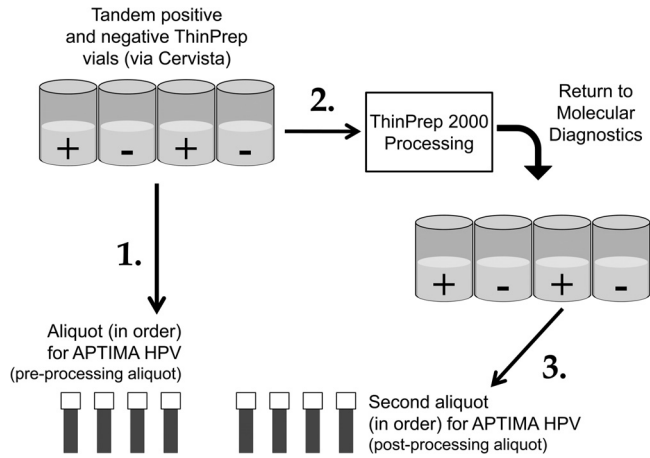 Tandem positive
and negative ThinPrep
vials (via Cervista)
+ - + -
2.
ThinPrep 2000
Processing
Return to
Molecular
Diagnostics
+ - + -
1.
Aliquot (in order)
for APTIMA HPV
(pre-processing aliquot)
3.
Second aliquot
(in order) for APTIMA HPV
(post-processing aliquot)